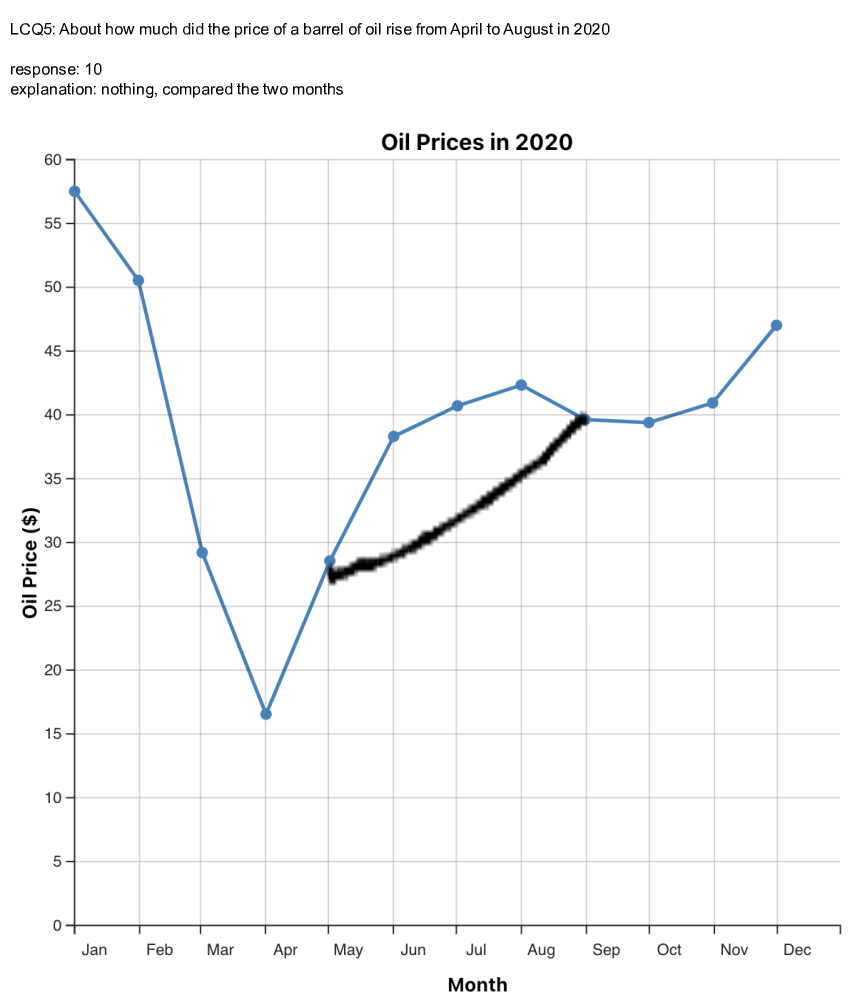 LCQ5: About how much did the price of a barrel of oil rise from April to August in 2020
response: 10
explanation: nothing, compared the two months
Oil Prices in 2020
60
55
50
45
40
35
30
25
20
15
10
5
0
Oil Price ($)
Jan Feb Mar Apr May Jun Jul Aug Sep Oct Nov Dec
Month